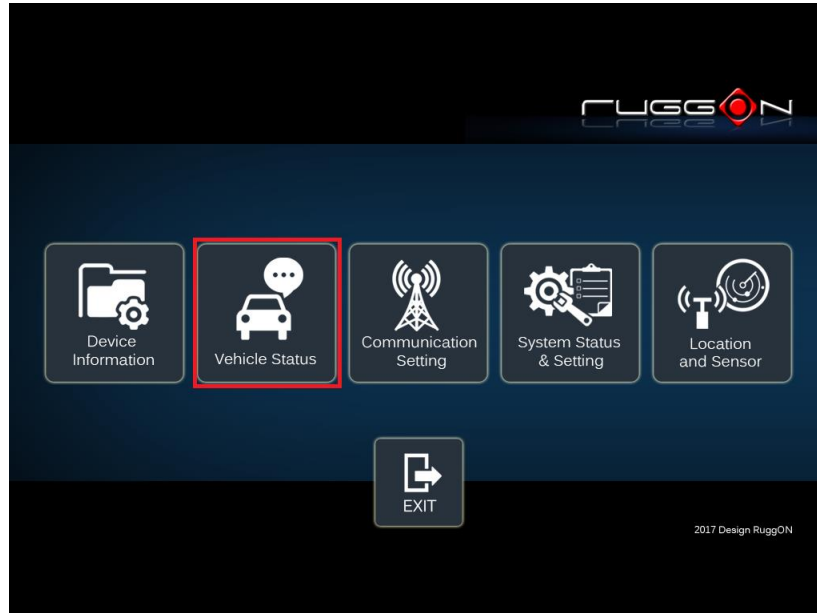 ruggon
Device
Information
Vehicle Status
Communication
Setting
System Status
& Setting
Location
and Sensor
EXIT
2017 Design RuggON